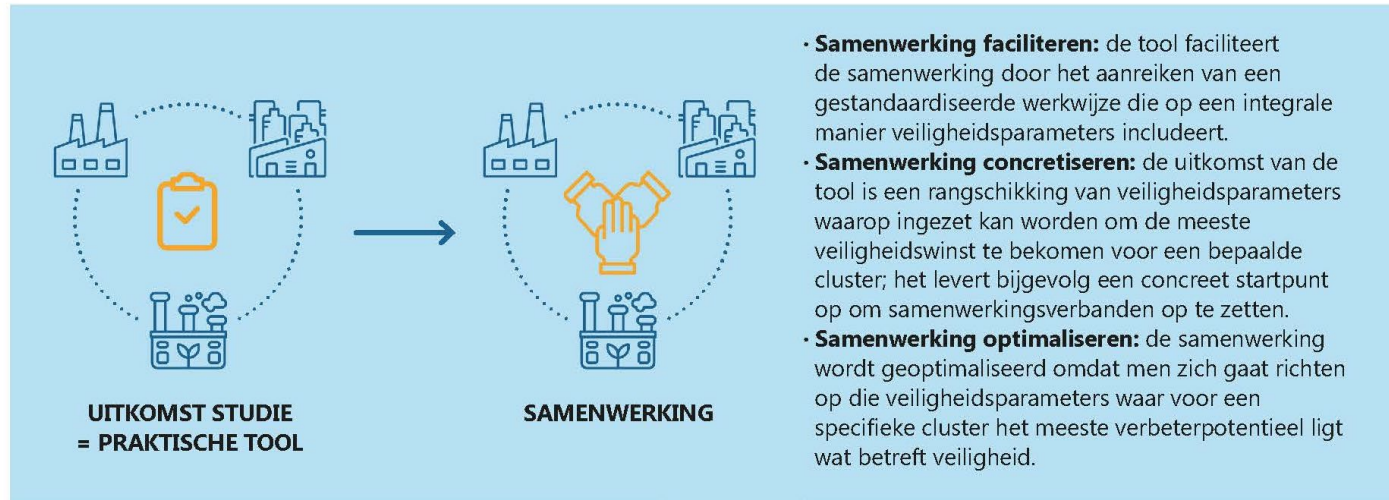 UITKOMST STUDIE
= PRAKTISCHE TOOL
SAMENWERKING
· Samenwerking faciliteren: de tool faciliteert
de samenwerking door het aanreiken van een
gestandaardiseerde werkwijze die op een integrale
manier veiligheidsparameters includeert.
· Samenwerking concretiseren: de uitkomst van de
tool is een rangschikking van veiligheidsparameters
waarop ingezet kan worden om de meeste
veiligheidswinst te bekomen voor een bepaalde
cluster; het levert bijgevolg een concreet startpunt
op om samenwerkingsverbanden op te zetten.
· Samenwerking optimaliseren: de samenwerking
wordt geoptimaliseerd omdat men zich gaat richten
op die veiligheidsparameters waar voor een
specifieke cluster het meeste verbeterpotentieel ligt
wat betreft veiligheid.